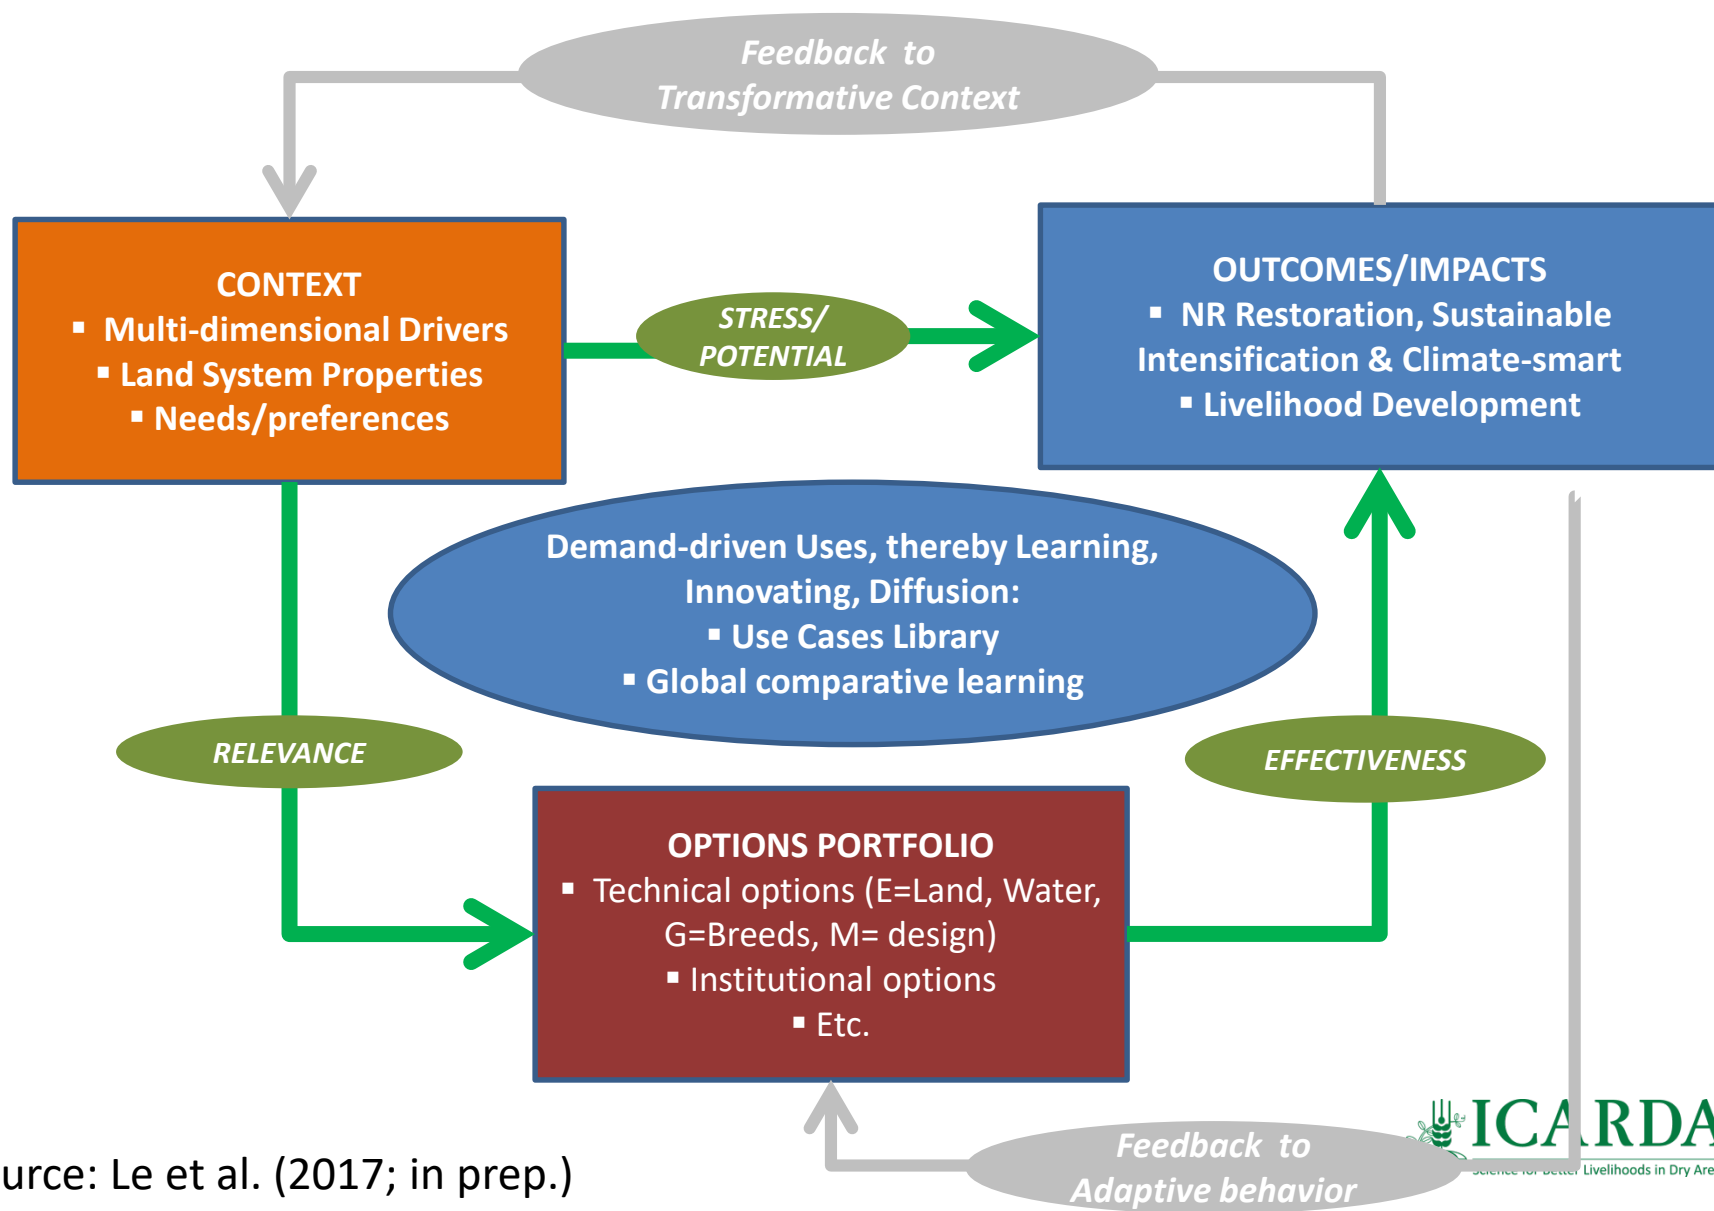 Feedback to
Transformative Context
CONTEXT
▪ Multi-dimensional Drivers
▪ Land System Properties
▪ Needs/preferences
STRESS/
POTENTIAL
OUTCOMES/IMPACTS
▪ NR Restoration, Sustainable
Intensification & Climate-smart
▪ Livelihood Development
Demand-driven Uses, thereby Learning,
Innovating, Diffusion:
▪ Use Cases Library
▪ Global comparative learning
RELEVANCE
EFFECTIVENESS
OPTIONS PORTFOLIO
▪ Technical options (E=Land, Water,
G=Breeds, M= design)
▪ Institutional options
▪ Etc.
Feedback to
Adaptive behavior
ICARDA
Science for Better Livelihoods in Dry Are
urce: Le et al. (2017; in prep.)